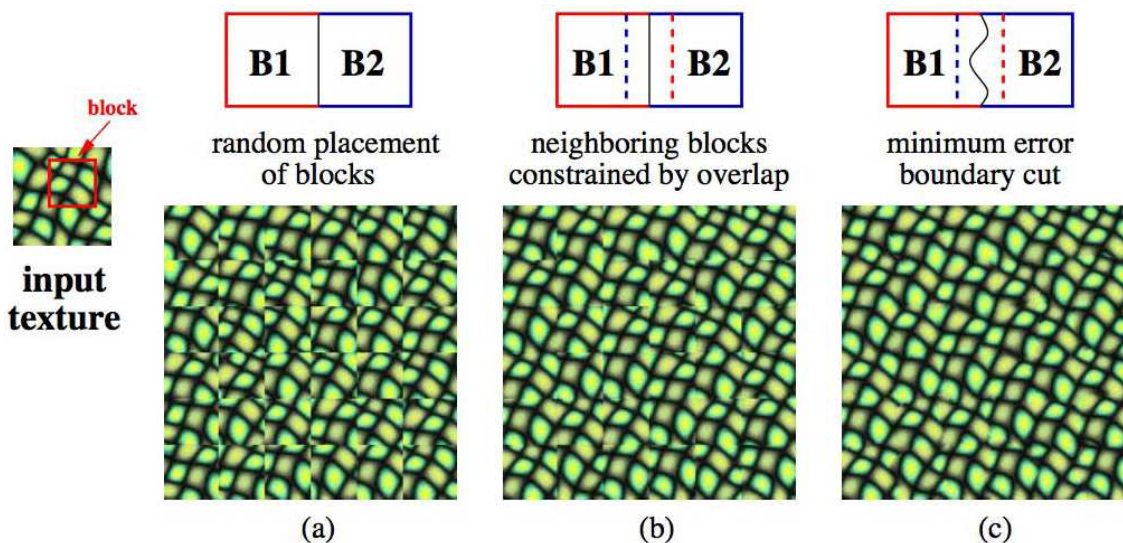 block
input
texture
B1 B2
random placement
of blocks
(a)
B1 B2
neighboring blocks
constrained by overlap
(b)
B1 B2
minimum error
boundary cut
(c)